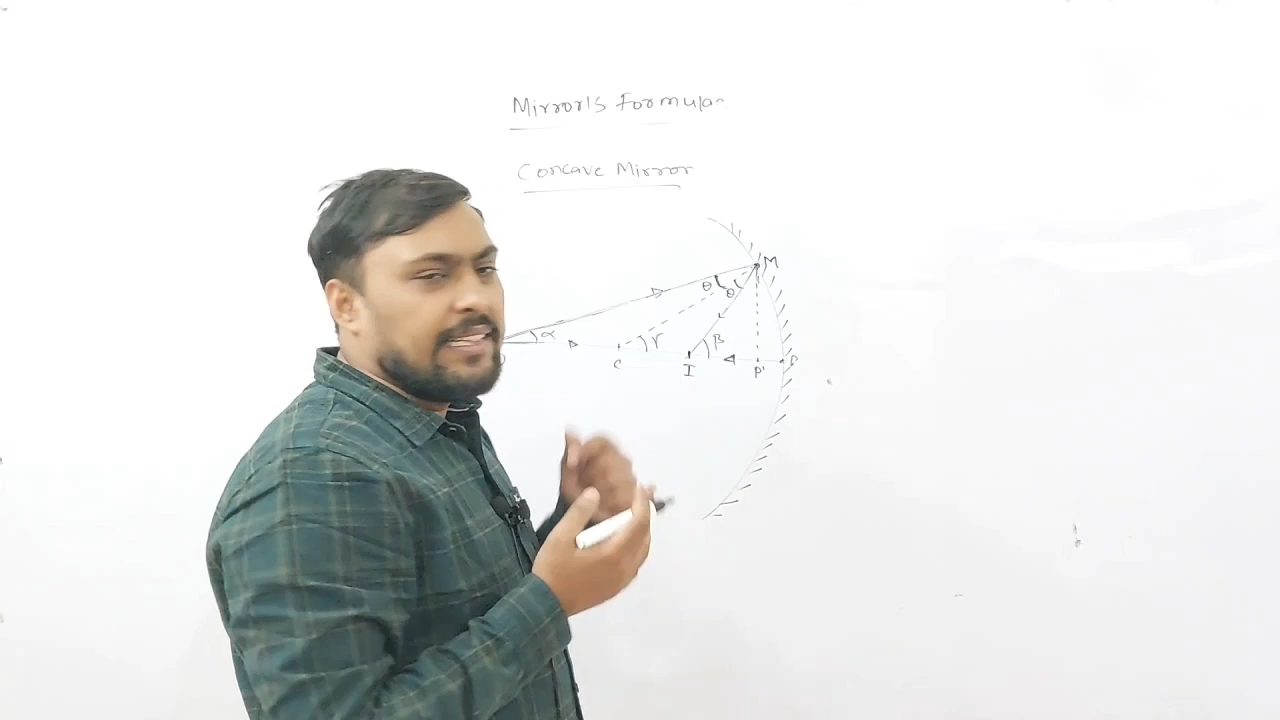 Mirror's Formula
Concave Mirror
M
θ θ
α γ β
C I P' P